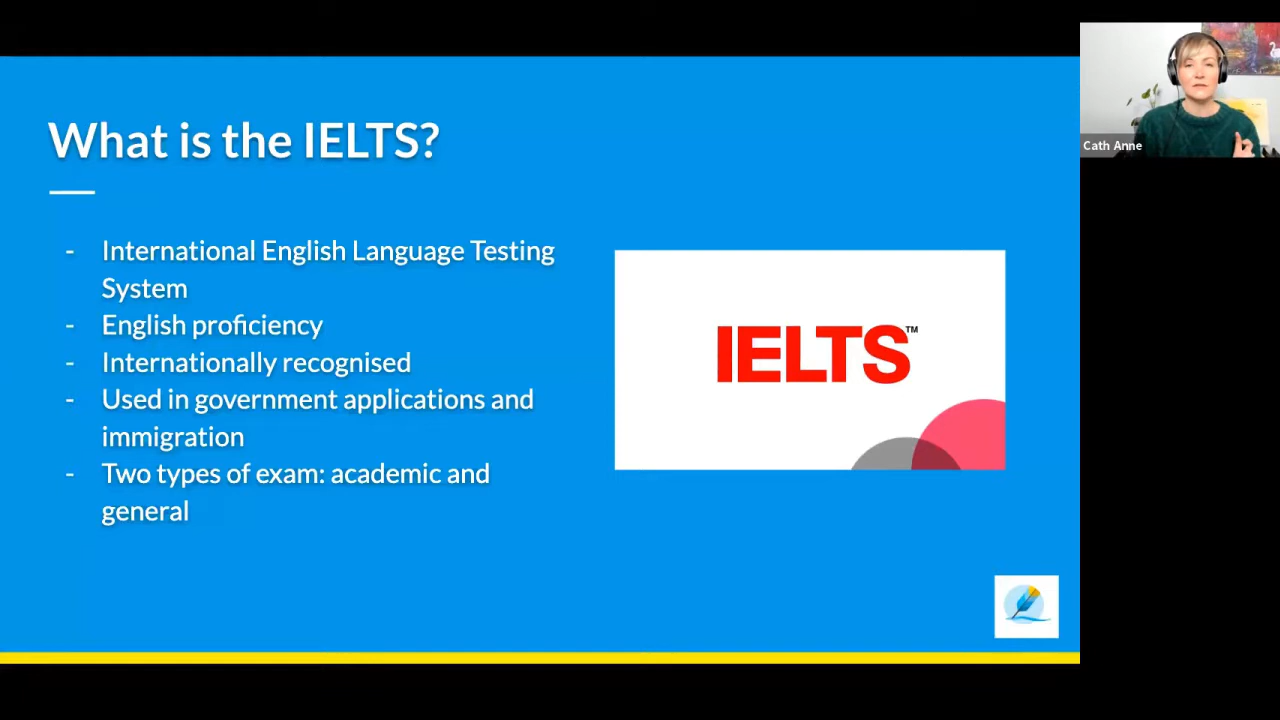 What is the IELTS?
- International English Language Testing
System
- English proficiency
- Internationally recognised
- Used in government applications and
immigration
- Two types of exam: academic and
general
IELTS™
Cath Anne